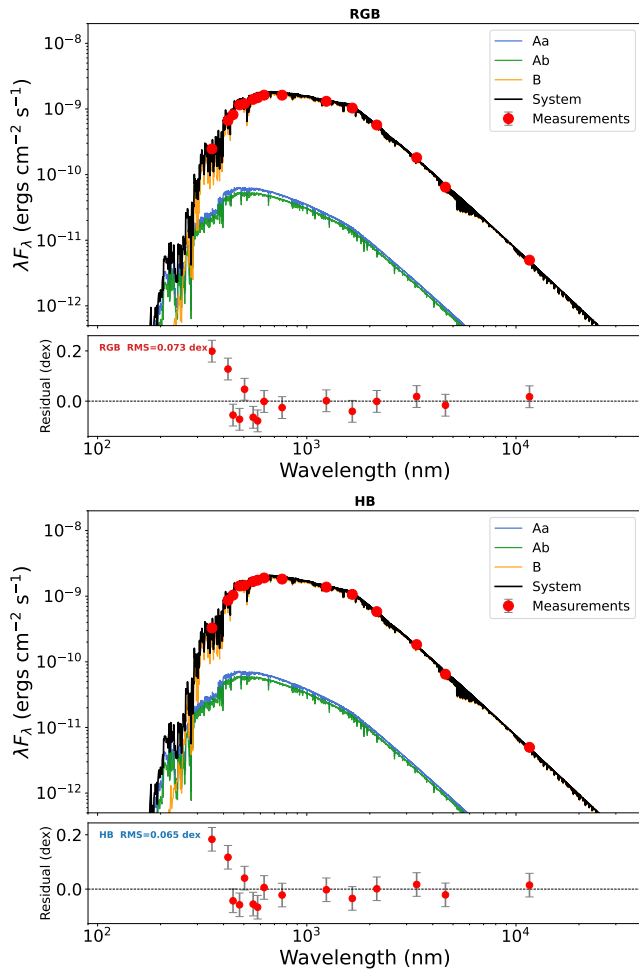 RGB
λF_λ (ergs cm⁻² s⁻¹)
10⁻⁸
10⁻⁹
10⁻¹⁰
10⁻¹¹
10⁻¹²
Aa
Ab
B
System
Measurements
Residual (dex)
0.2
0.0
RGB RMS=0.073 dex
10²
10³
10⁴
Wavelength (nm)
HB
λF_λ (ergs cm⁻² s⁻¹)
10⁻⁸
10⁻⁹
10⁻¹⁰
10⁻¹¹
10⁻¹²
Aa
Ab
B
System
Measurements
Residual (dex)
0.2
0.0
HB RMS=0.065 dex
10²
10³
10⁴
Wavelength (nm)